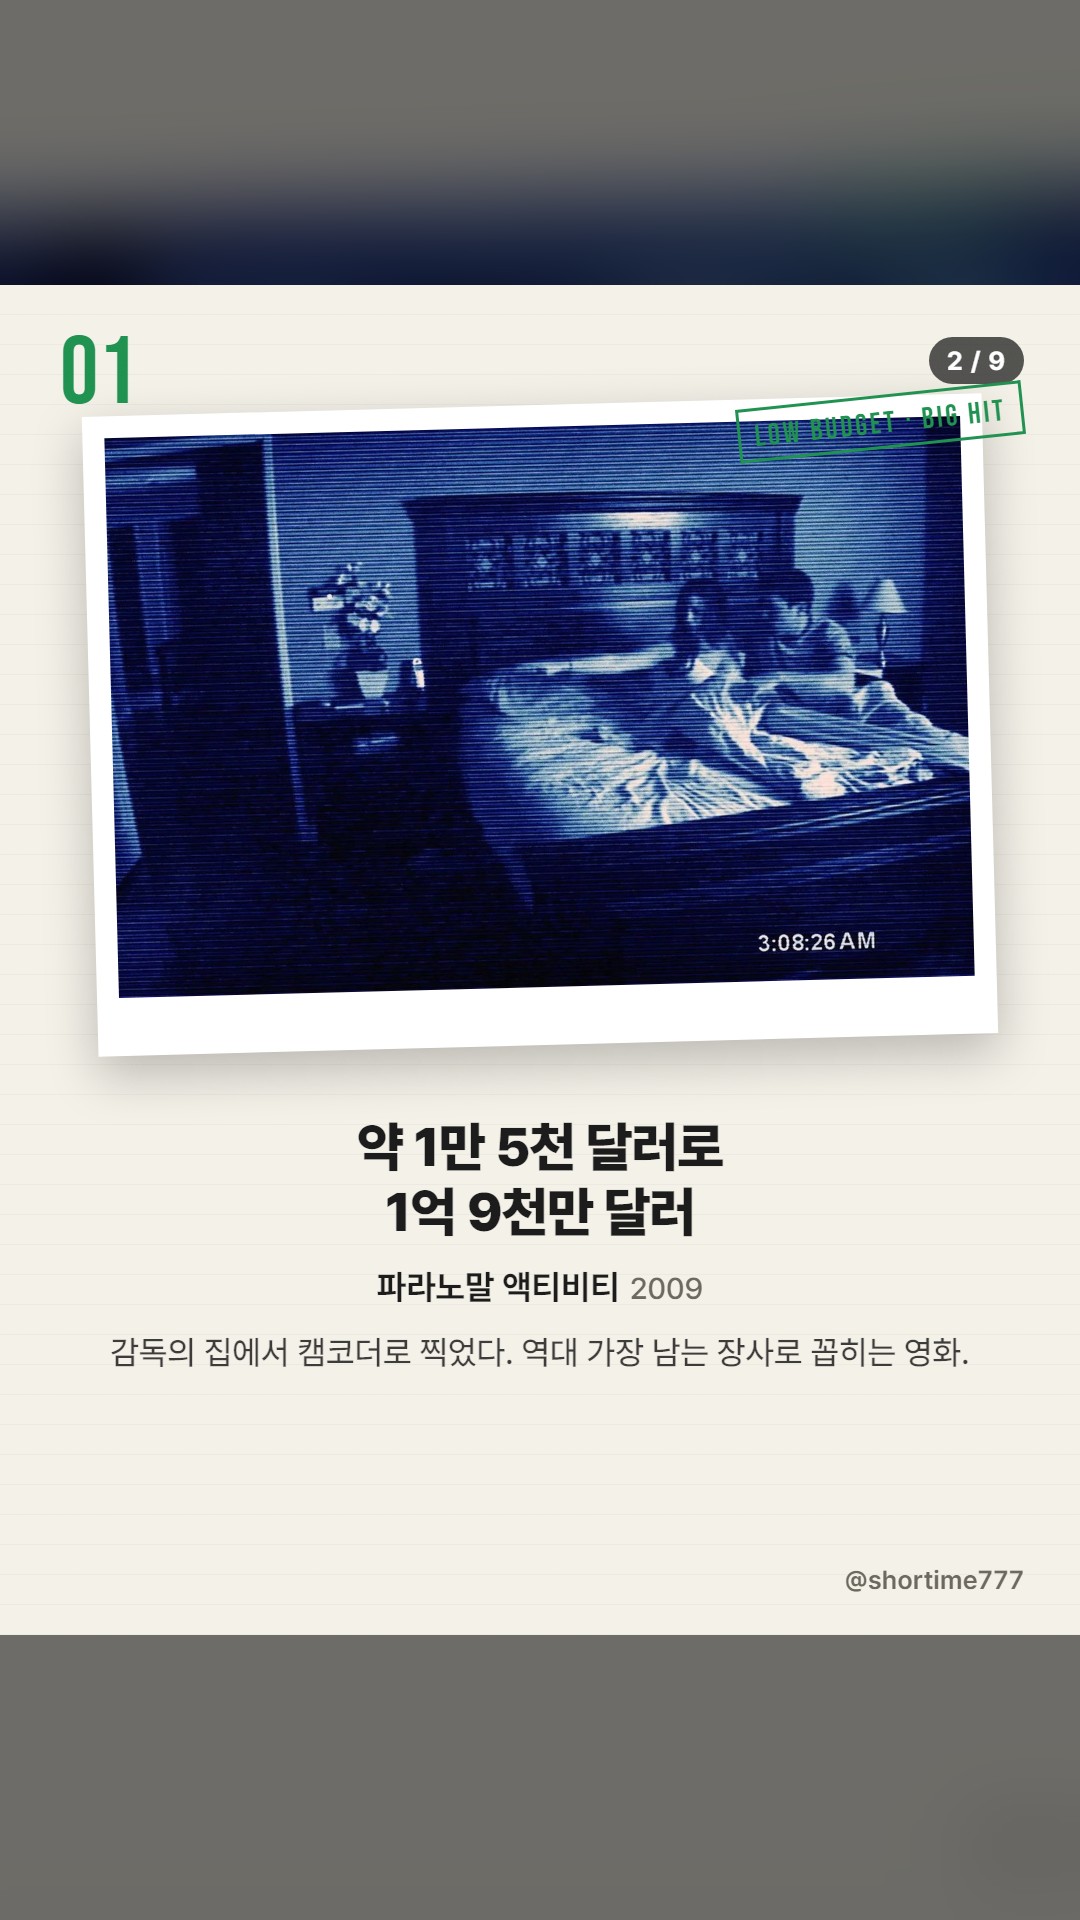 01
2 / 9
LOW BUDGET · BIG HIT
3:08:26 AM
약 1만 5천 달러로
1억 9천만 달러
파라노말 액티비티 2009
감독의 집에서 캠코더로 찍었다. 역대 가장 남는 장사로 꼽히는 영화.
@shortime777